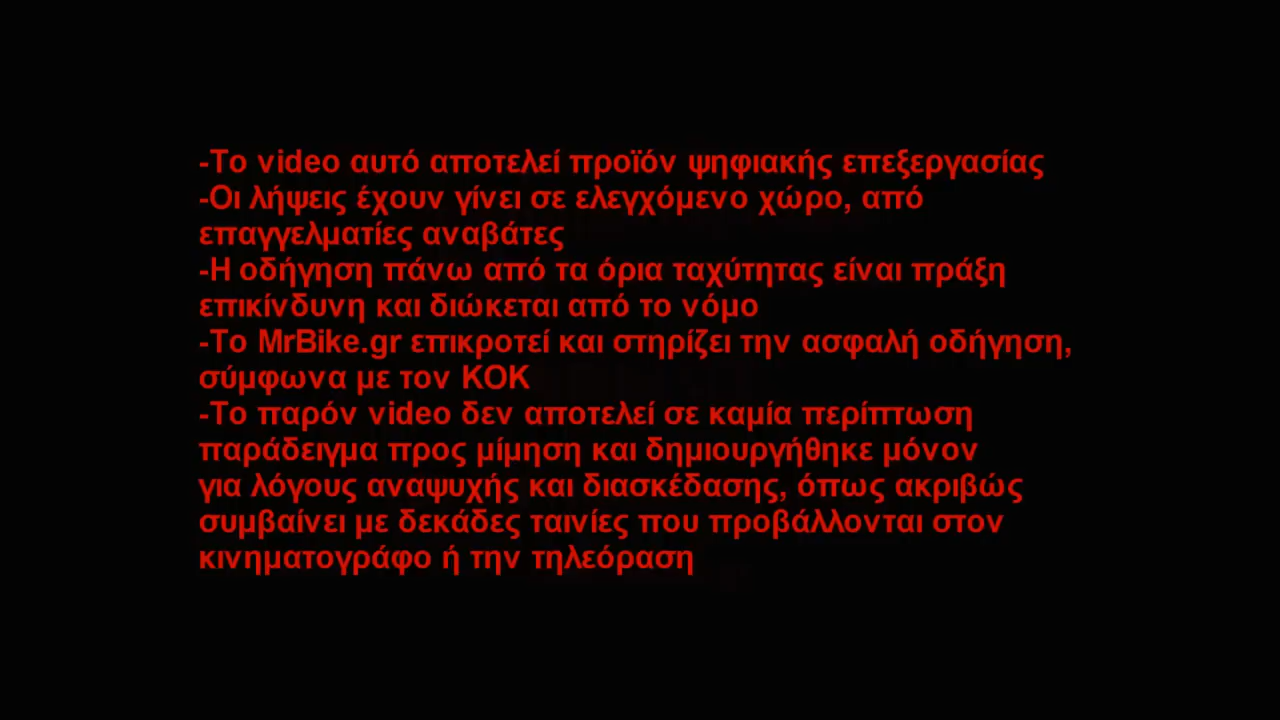 -Το video αυτό αποτελεί προϊόν ψηφιακής επεξεργασίας
-Οι λήψεις έχουν γίνει σε ελεγχόμενο χώρο, από
επαγγελματίες αναβάτες
-Η οδήγηση πάνω από τα όρια ταχύτητας είναι πράξη
επικίνδυνη και διώκεται από το νόμο
-Το MrBike.gr επικροτεί και στηρίζει την ασφαλή οδήγηση,
σύμφωνα με τον ΚΟΚ
-Το παρόν video δεν αποτελεί σε καμία περίπτωση
παράδειγμα προς μίμηση και δημιουργήθηκε μόνον
για λόγους αναψυχής και διασκέδασης, όπως ακριβώς
συμβαίνει με δεκάδες ταινίες που προβάλλονται στον
κινηματογράφο ή την τηλεόραση